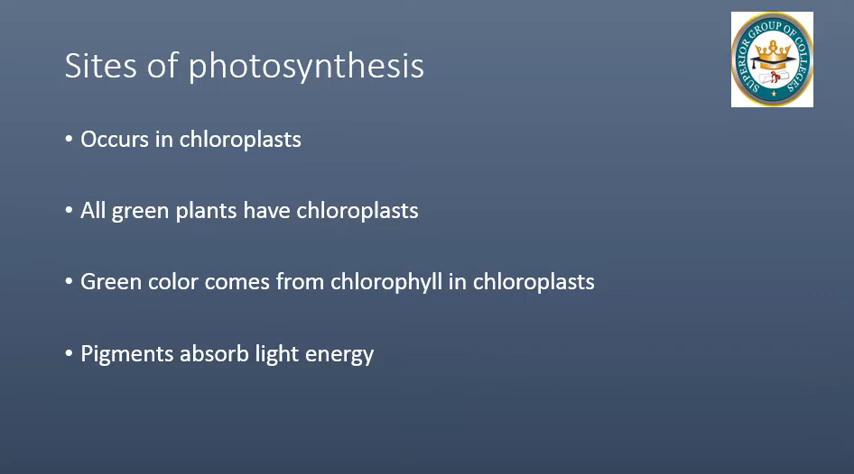 Sites of photosynthesis
SUPERIOR GROUP OF COLLEGES
• Occurs in chloroplasts
• All green plants have chloroplasts
• Green color comes from chlorophyll in chloroplasts
• Pigments absorb light energy